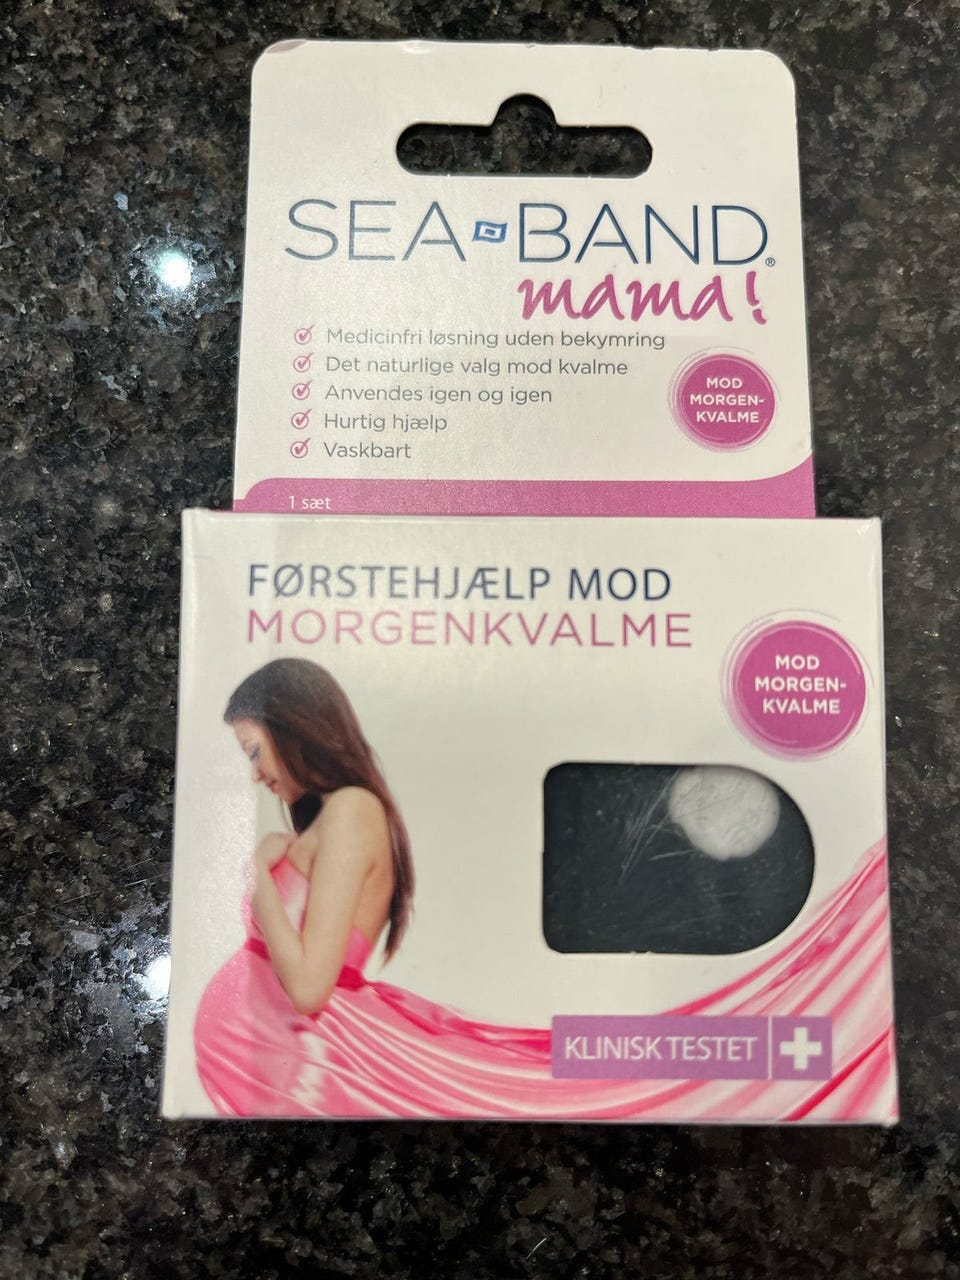 SEA-BAND®
mama!
Medicinfri løsning uden bekymring
Det naturlige valg mod kvalme
Anvendes igen og igen
Hurtig hjælp
Vaskbart
MOD
MORGEN-
KVALME
1 sæt
FØRSTEHJÆLP MOD
MORGENKVALME
MOD
MORGEN-
KVALME
KLINISK TESTET